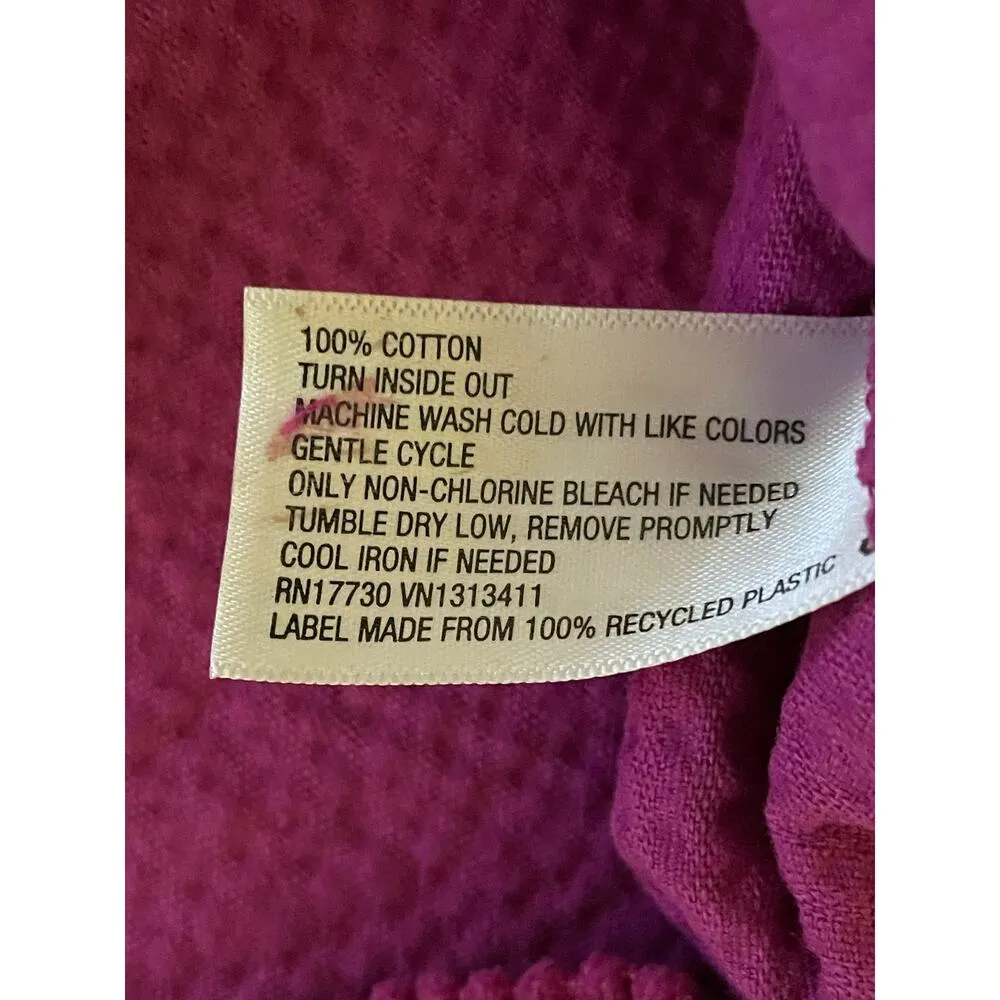 100% COTTON
TURN INSIDE OUT
MACHINE WASH COLD WITH LIKE COLORS
GENTLE CYCLE
ONLY NON-CHLORINE BLEACH IF NEEDED
TUMBLE DRY LOW, REMOVE PROMPTLY
COOL IRON IF NEEDED
RN17730 VN1313411
LABEL MADE FROM 100% RECYCLED PLASTIC